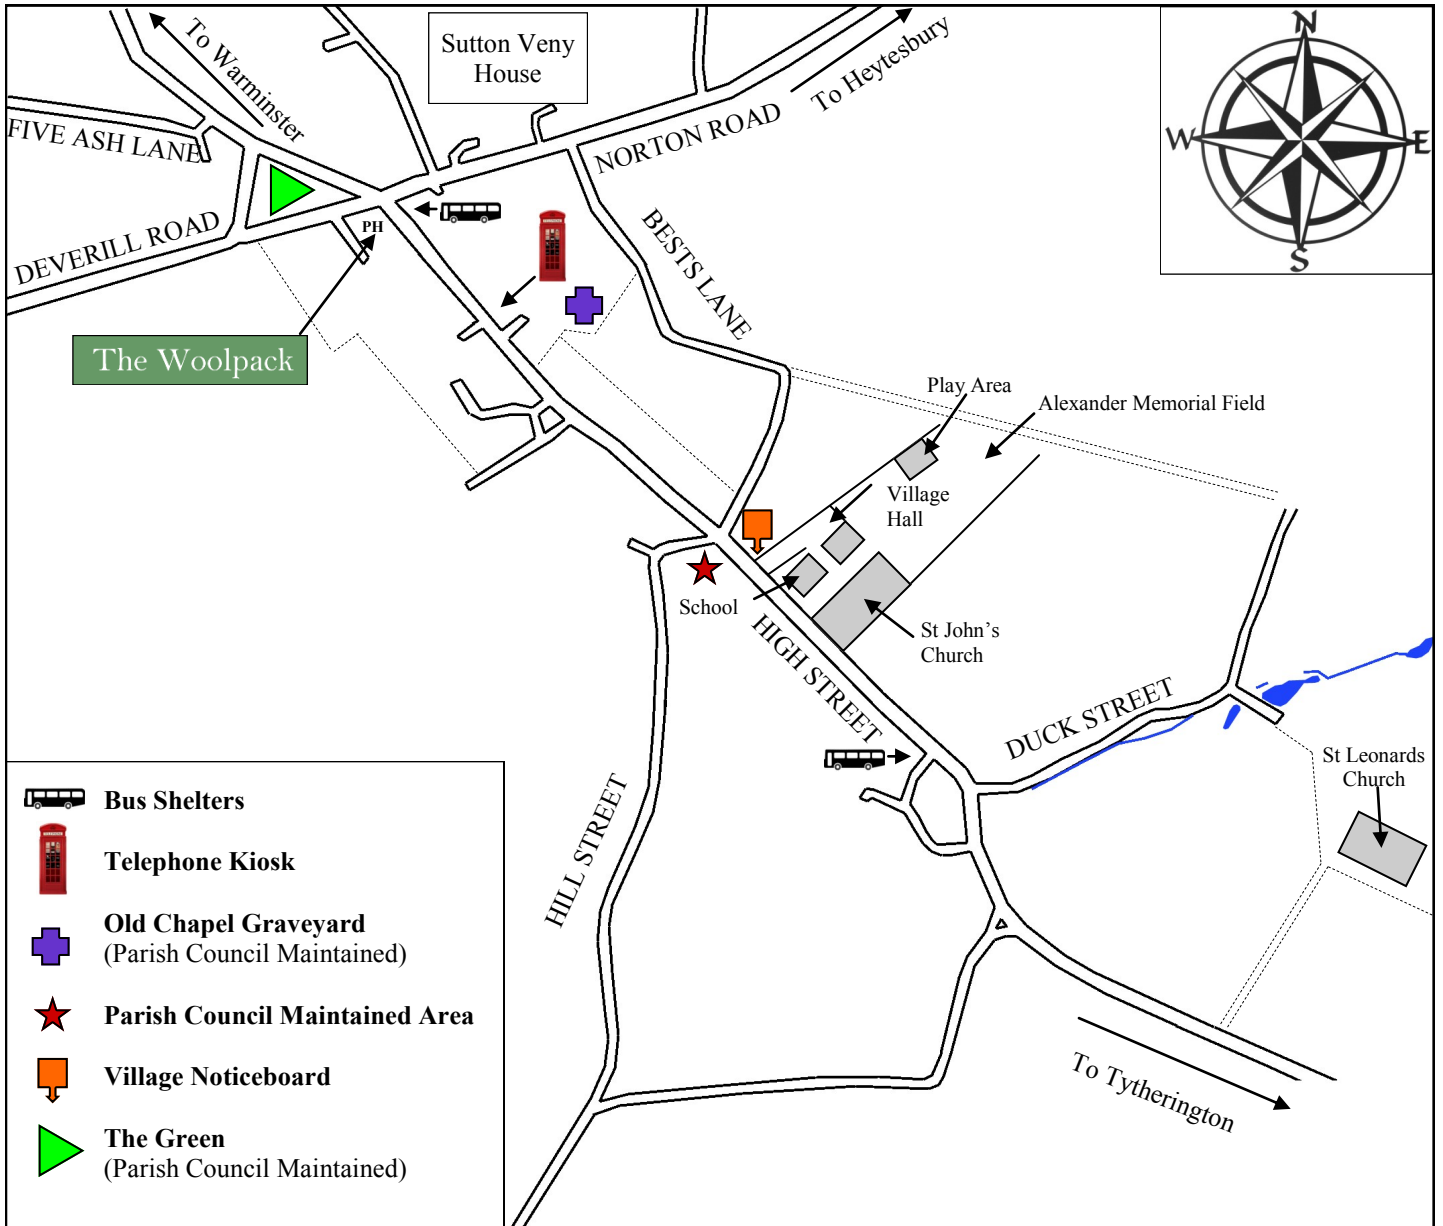 To Warminster
Sutton Veny
House
To Heytesbury
N
W
E
S
FIVE ASH LANE
NORTON ROAD
DEVERILL ROAD
PH
BESTS LANE
The Woolpack
Play Area
Alexander Memorial Field
Village
Hall
School
St John’s
Church
HIGH STREET
DUCK STREET
St Leonards
Church
HILL STREET
To Tytherington
Bus Shelters
Telephone Kiosk
Old Chapel Graveyard
(Parish Council Maintained)
Parish Council Maintained Area
Village Noticeboard
The Green
(Parish Council Maintained)